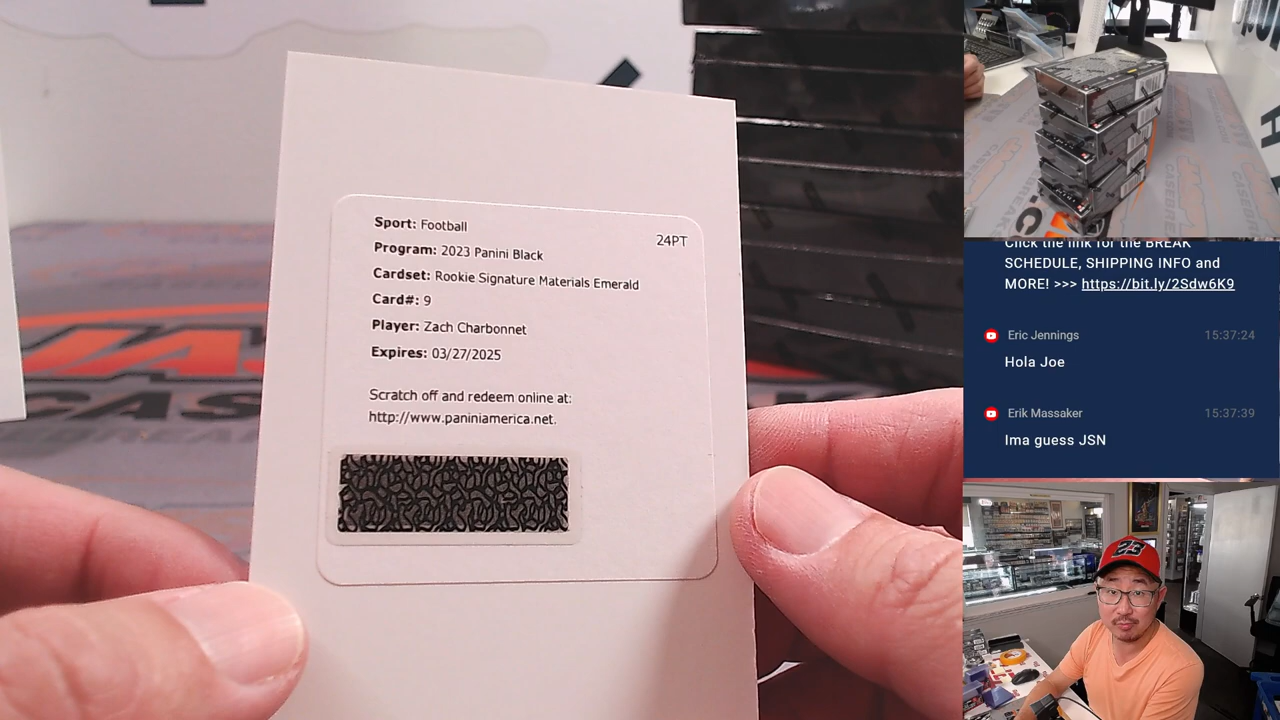 Sport: Football
24PT
Program: 2023 Panini Black
Cardset: Rookie Signature Materials Emerald
Card#: 9
Player: Zach Charbonnet
Expires: 03/27/2025
Scratch off and redeem online at:
http://www.paniniamerica.net.
Click the link for the BREAK
SCHEDULE, SHIPPING INFO and
MORE! >>> https://bit.ly/2Sdw6K9
Eric Jennings 15:37:24
Hola Joe
Erik Massaker 15:37:39
Ima guess JSN
23